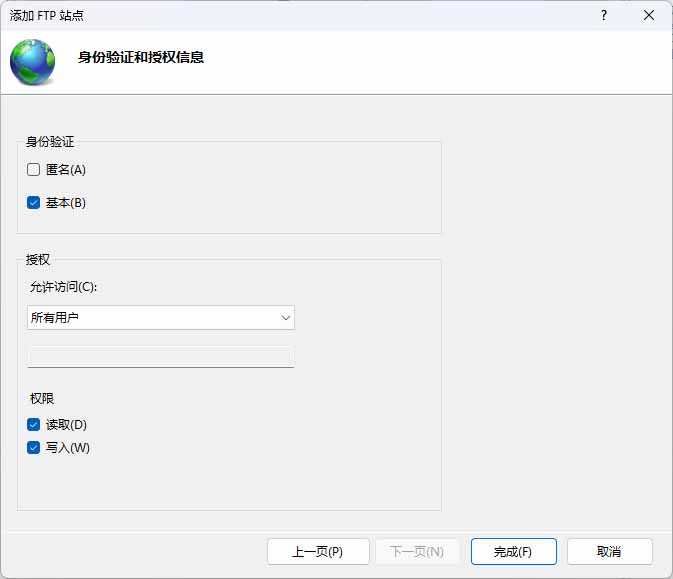 添加 FTP 站点
?
身份验证和授权信息
身份验证
匿名(A)
基本(B)
授权
允许访问(C):
所有用户
权限
读取(D)
写入(W)
上一页(P) 下一页(N) 完成(F) 取消